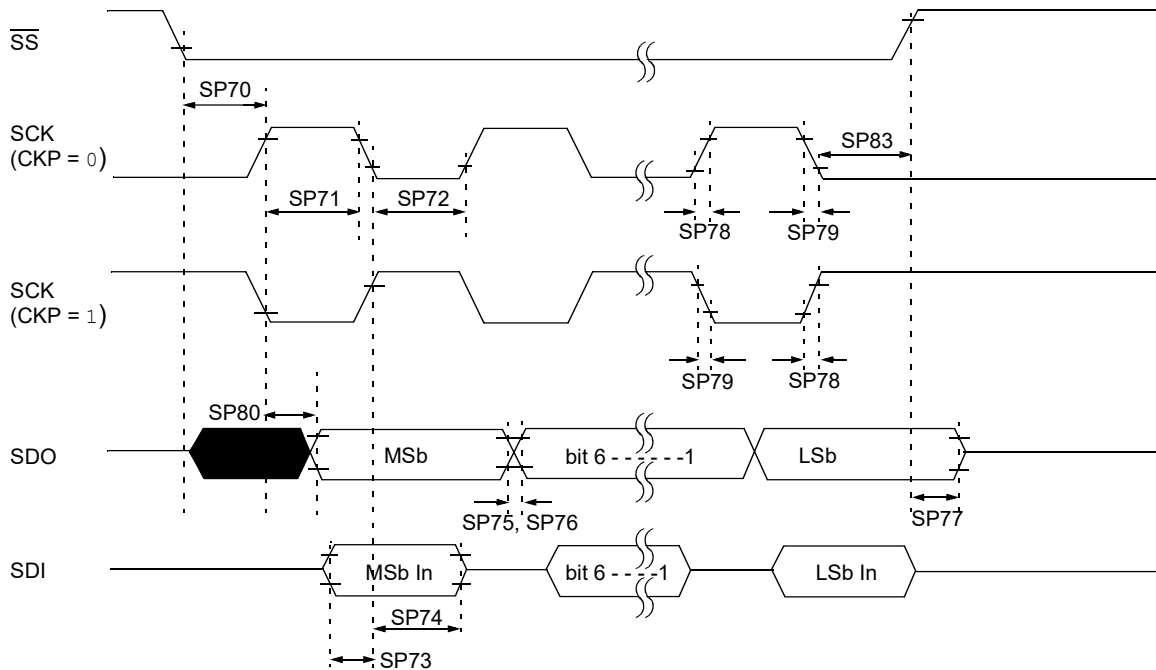 SS
SP70
SCK
(CKP = 0)
SP83
SP71
SP72
SP78
SP79
SCK
(CKP = 1)
SP79
SP78
SP80
SDO
MSb
bit 6 - - - - - -1
LSb
SP75, SP76
SP77
SDI
MSb In
bit 6 - - - - -1
LSb In
SP74
SP73